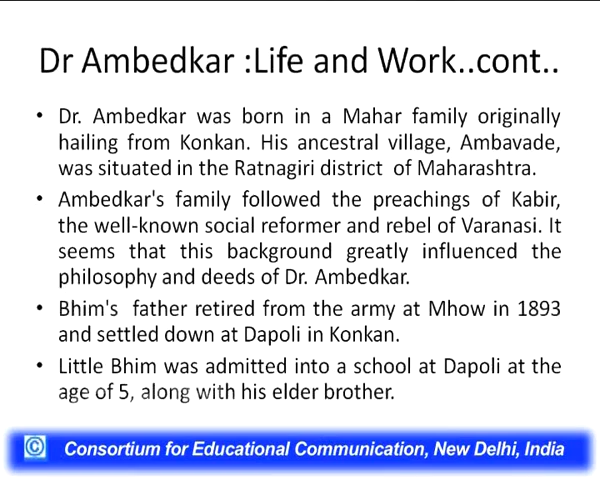 Dr Ambedkar :Life and Work..cont..
• Dr. Ambedkar was born in a Mahar family originally
hailing from Konkan. His ancestral village, Ambavade,
was situated in the Ratnagiri district of Maharashtra.
• Ambedkar's family followed the preachings of Kabir,
the well-known social reformer and rebel of Varanasi. It
seems that this background greatly influenced the
philosophy and deeds of Dr. Ambedkar.
• Bhim's father retired from the army at Mhow in 1893
and settled down at Dapoli in Konkan.
• Little Bhim was admitted into a school at Dapoli at the
age of 5, along with his elder brother.
© Consortium for Educational Communication, New Delhi, India